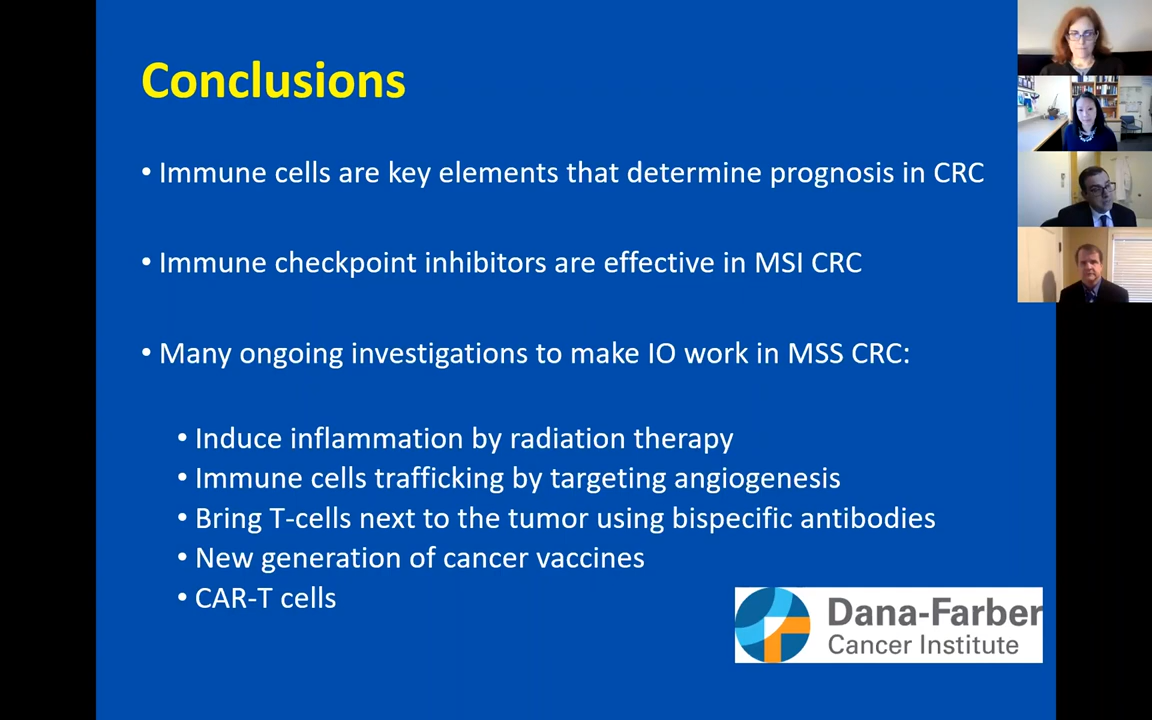 Conclusions
• Immune cells are key elements that determine prognosis in CRC
• Immune checkpoint inhibitors are effective in MSI CRC
• Many ongoing investigations to make IO work in MSS CRC:
• Induce inflammation by radiation therapy
• Immune cells trafficking by targeting angiogenesis
• Bring T-cells next to the tumor using bispecific antibodies
• New generation of cancer vaccines
• CAR-T cells
Dana-Farber
Cancer Institute